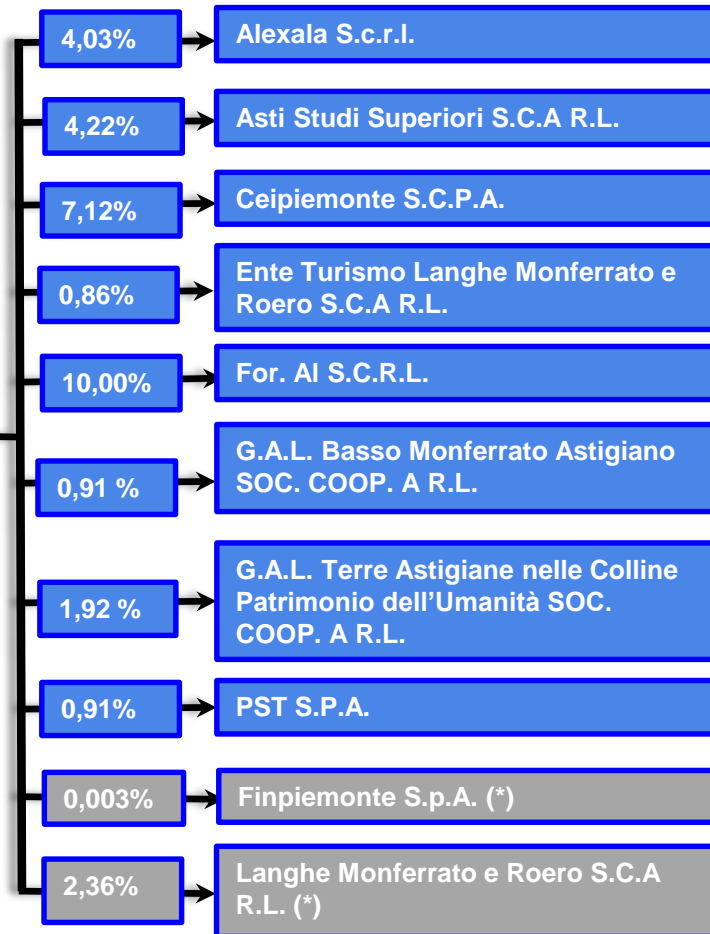 4,03%
Alexala S.c.r.l.
4,22%
Asti Studi Superiori S.C.A R.L.
7,12%
Ceipiemonte S.C.P.A.
0,86%
Ente Turismo Langhe Monferrato e
Roero S.C.A R.L.
10,00%
For. Al S.C.R.L.
0,91 %
G.A.L. Basso Monferrato Astigiano
SOC. COOP. A R.L.
1,92 %
G.A.L. Terre Astigiane nelle Colline
Patrimonio dell’Umanità SOC.
COOP. A R.L.
0,91%
PST S.P.A.
0,003%
Finpiemonte S.p.A. (*)
2,36%
Langhe Monferrato e Roero S.C.A
R.L. (*)